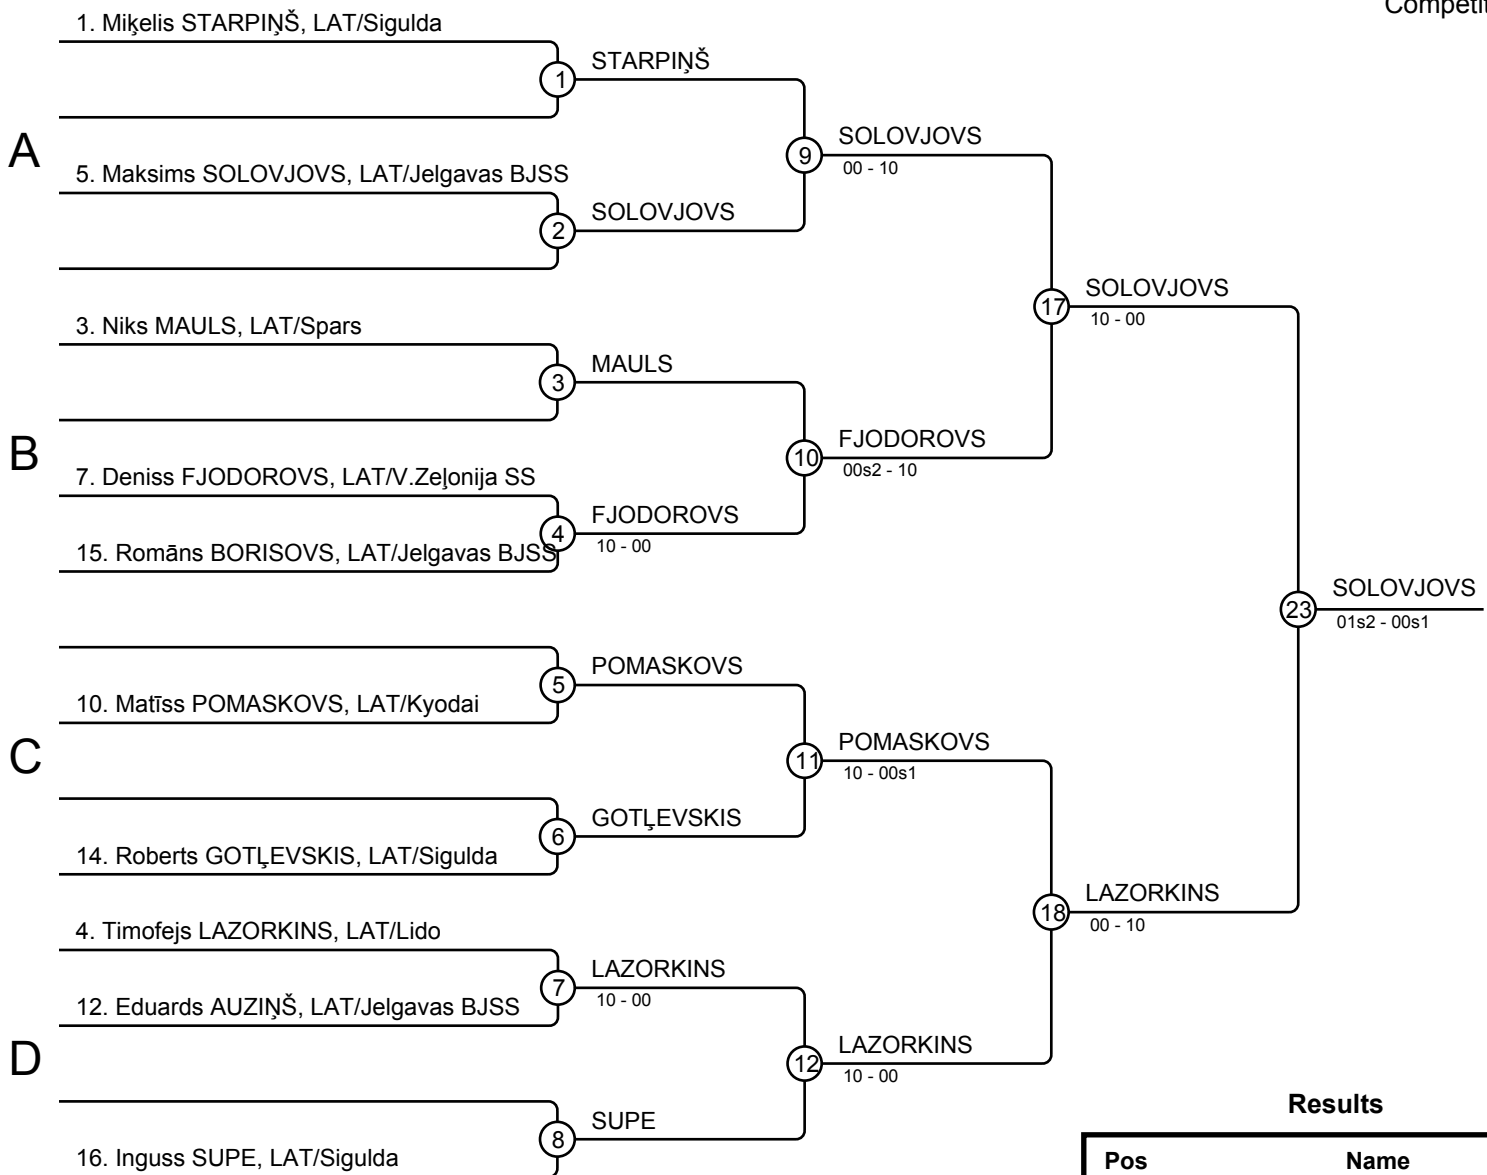 Competit
1. Miķelis STARPIŅŠ, LAT/Sigulda
1
STARPIŅŠ
A
9
SOLOVJOVS
00 - 10
5. Maksims SOLOVJOVS, LAT/Jelgavas BJSS
2
SOLOVJOVS
17
SOLOVJOVS
10 - 00
3. Niks MAULS, LAT/Spars
3
MAULS
B
10
FJODOROVS
00s2 - 10
7. Deniss FJODOROVS, LAT/V.Zeļonija SS
4
FJODOROVS
10 - 00
15. Romāns BORISOVS, LAT/Jelgavas BJSS
23
SOLOVJOVS
01s2 - 00s1
5
POMASKOVS
10. Matīss POMASKOVS, LAT/Kyodai
C
11
POMASKOVS
10 - 00s1
6
GOTĻEVSKIS
14. Roberts GOTĻEVSKIS, LAT/Sigulda
18
LAZORKINS
00 - 10
4. Timofejs LAZORKINS, LAT/Lido
7
LAZORKINS
10 - 00
12. Eduards AUZIŅŠ, LAT/Jelgavas BJSS
D
12
LAZORKINS
10 - 00
8
SUPE
16. Inguss SUPE, LAT/Sigulda
Results
Pos Name